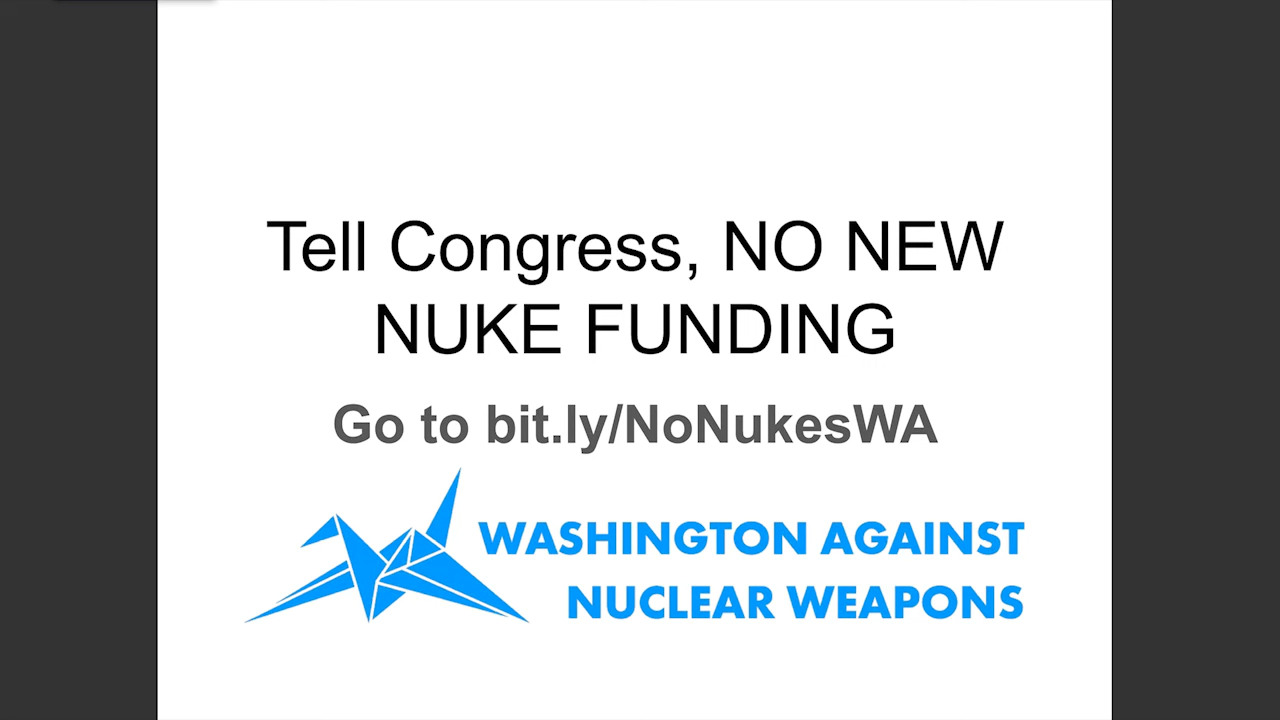 Tell Congress, NO NEW
NUKE FUNDING
Go to bit.ly/NoNukesWA
WASHINGTON AGAINST
NUCLEAR WEAPONS